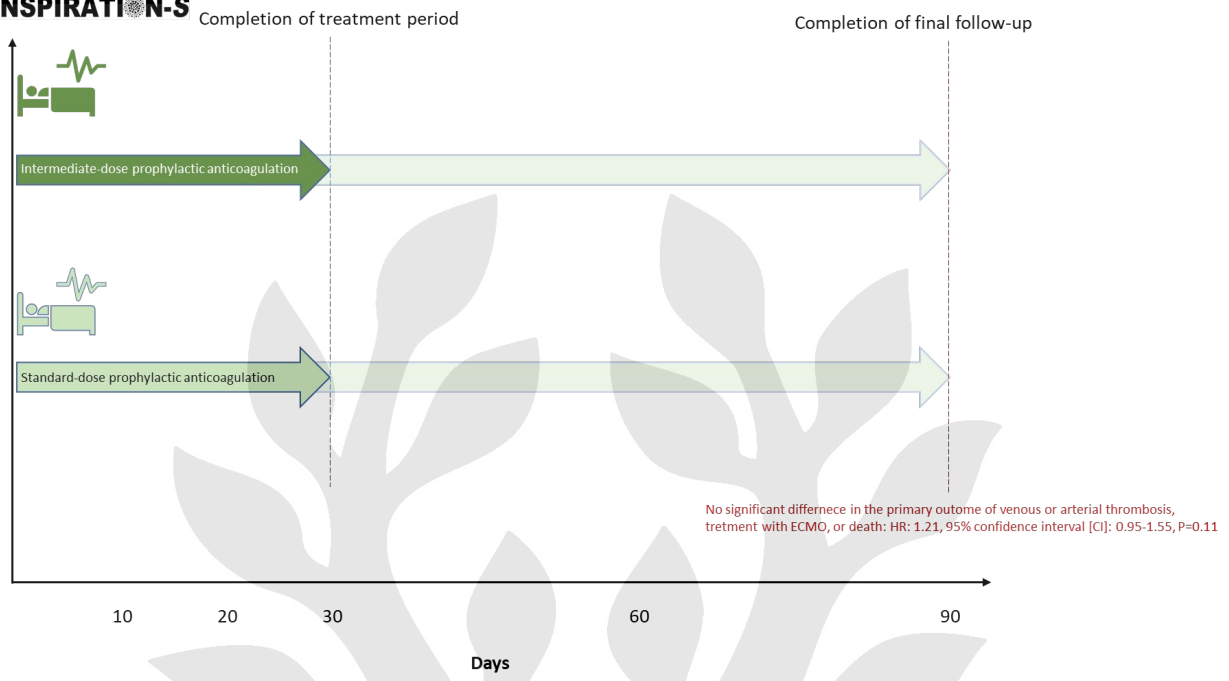 NSPIRATI N-S
Completion of treatment period
Completion of final follow-up
Intermediate-dose prophylactic anticoagulation
Standard-dose prophylactic anticoagulation
No significant differnece in the primary outome of venous or arterial thrombosis,
tretment with ECMO, or death: HR: 1.21, 95% confidence interval [CI]: 0.95-1.55, P=0.11
10 20 30 60 90
Days